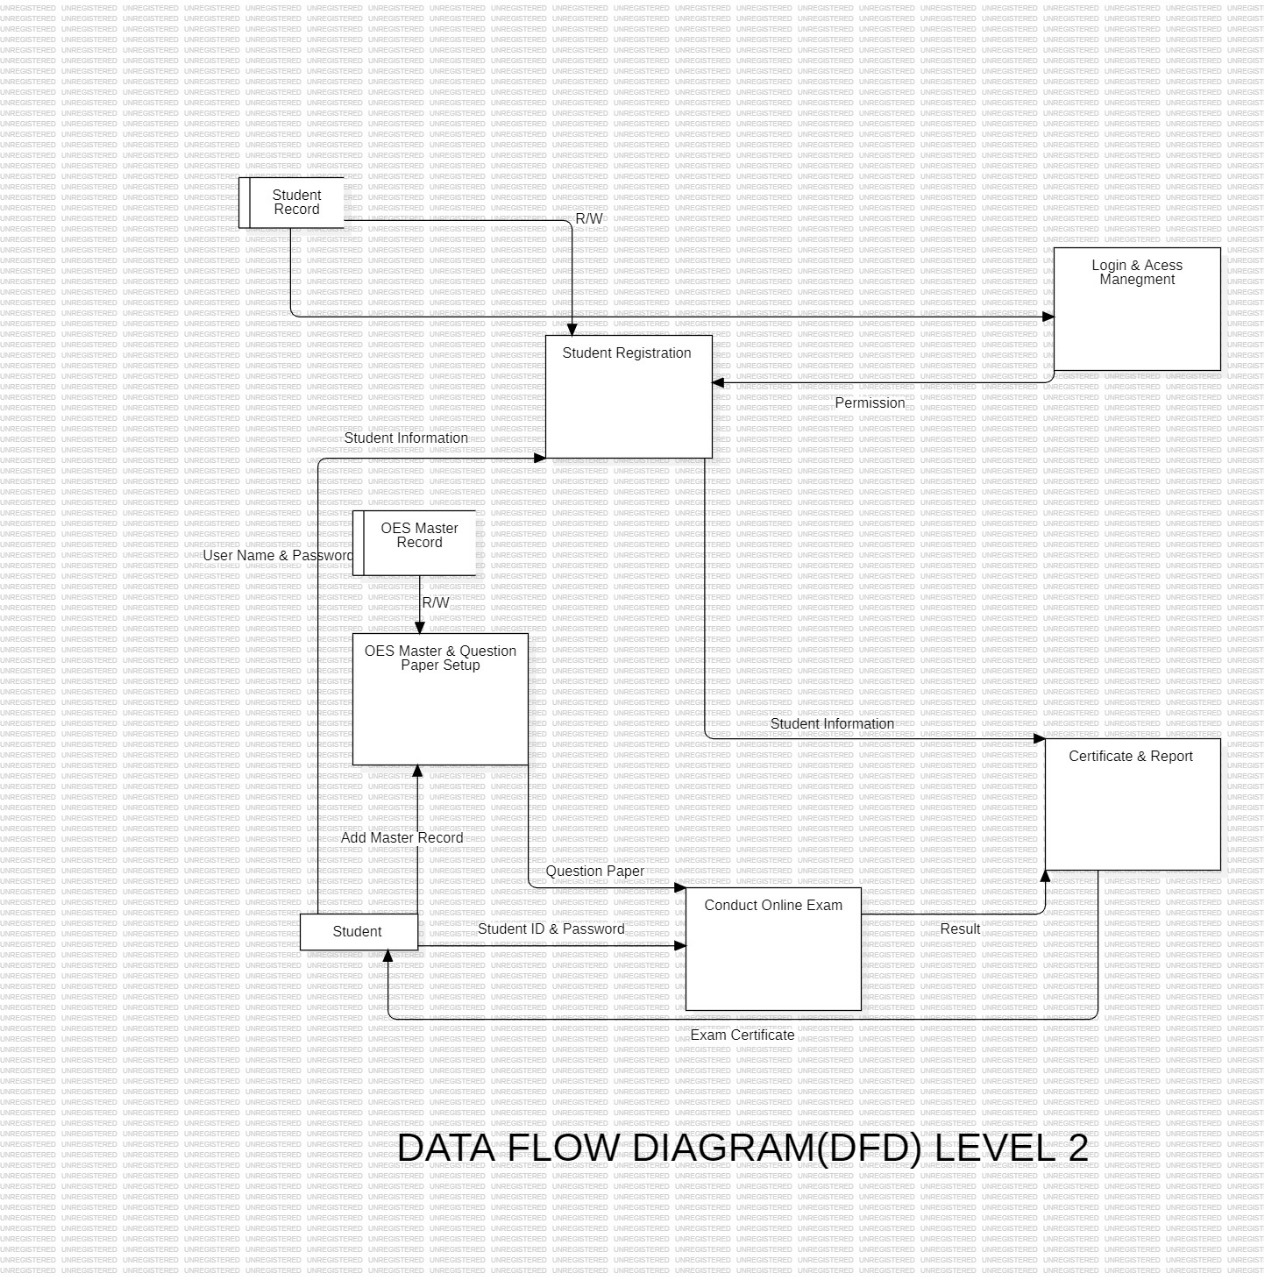 Student
Record
R/W
Login & Acess
Manegment
Student Registration
Permission
Student Information
OES Master
Record
User Name & Password
R/W
OES Master & Question
Paper Setup
Student Information
Certificate & Report
Add Master Record
Question Paper
Conduct Online Exam
Student
Student ID & Password
Result
Exam Certificate
DATA FLOW DIAGRAM(DFD) LEVEL 2
UNREGISTERED